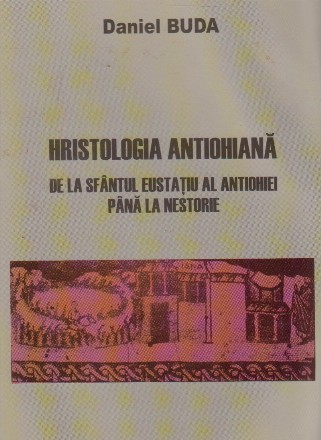 Daniel BUDA
HRISTOLOGIA ANTIOHIANĂ
DE LA SFÂNTUL EUSTAȚIU AL ANTIOHIEI
PÂNĂ LA NESTORIE